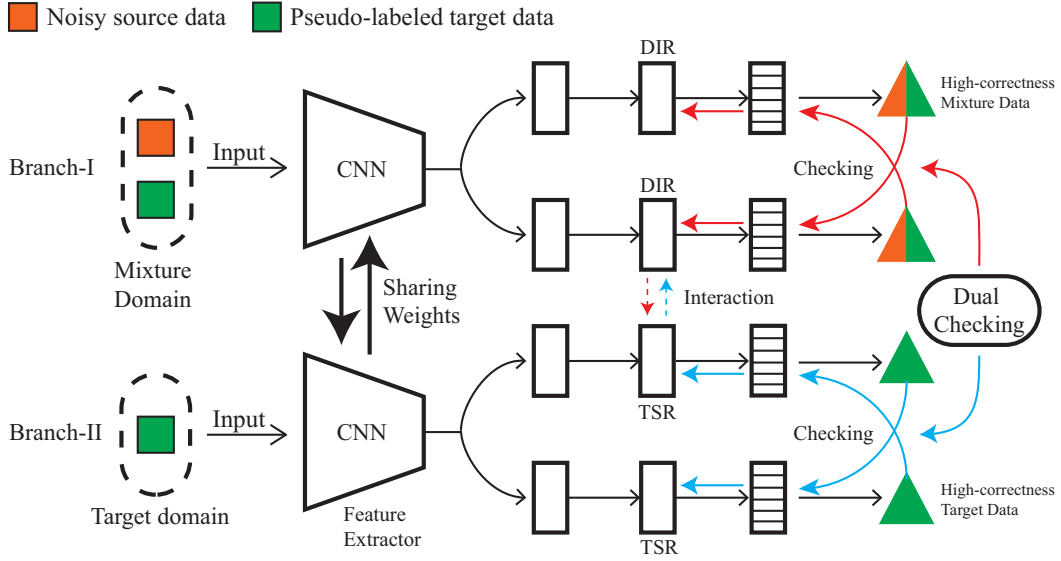 Noisy source data
Pseudo-labeled target data
DIR
High-correctness
Mixture Data
Branch-I
Input
CNN
Checking
DIR
Mixture
Domain
Sharing
Weights
Interaction
Dual
Checking
Branch-II
Input
CNN
TSR
Checking
Target domain
Feature
Extractor
High-correctness
Target Data
TSR